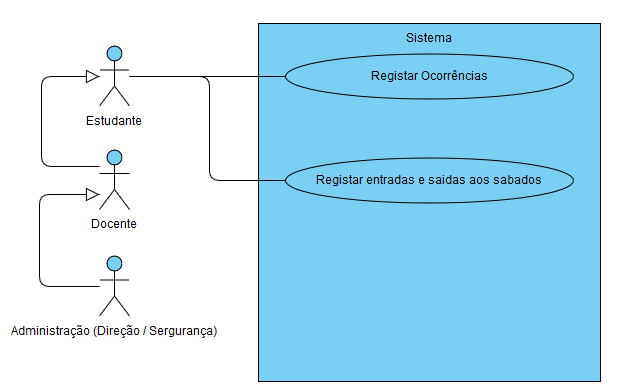 Sistema
Registar Ocorrências
Estudante
Registar entradas e saidas aos sabados
Docente
Administração (Direção / Sergurança)